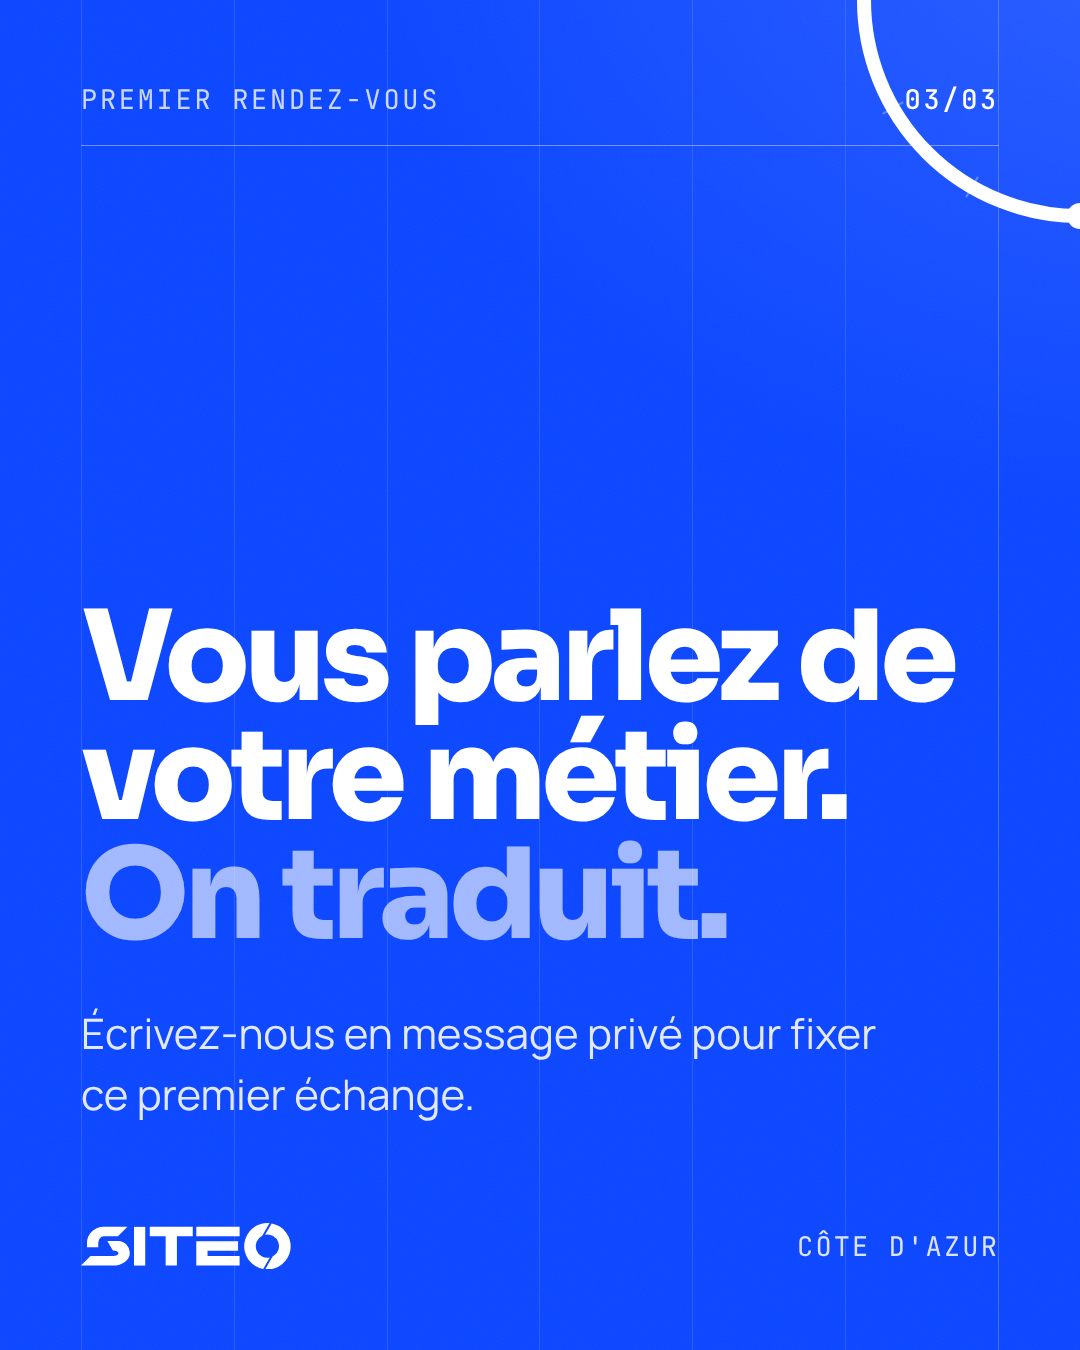 PREMIER RENDEZ-VOUS
03/03
Vous parlez de
votre métier.
On traduit.
Écrivez-nous en message privé pour fixer
ce premier échange.
SITEO
CÔTE D'AZUR